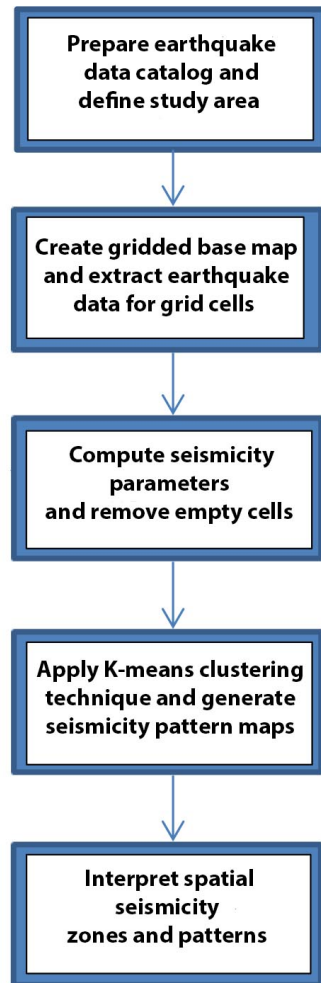 Prepare earthquake
data catalog and
define study area
Create gridded base map
and extract earthquake
data for grid cells
Compute seismicity
parameters
and remove empty cells
Apply K-means clustering
technique and generate
seismicity pattern maps
Interpret spatial
seismicity
zones and patterns